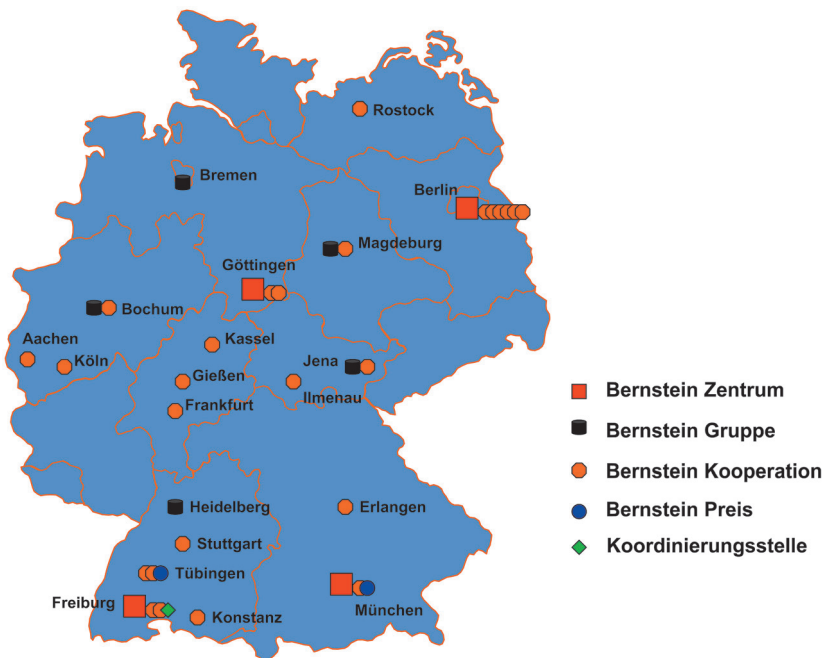 Rostock
Bremen
Berlin
Magdeburg
Göttingen
Bochum
Aachen
Kassel
Köln
Jena
Gießen
Ilmenau
Frankfurt
Bernstein Zentrum
Bernstein Gruppe
Bernstein Kooperation
Bernstein Preis
Koordinierungsstelle
Heidelberg
Erlangen
Stuttgart
Tübingen
Freiburg
München
Konstanz